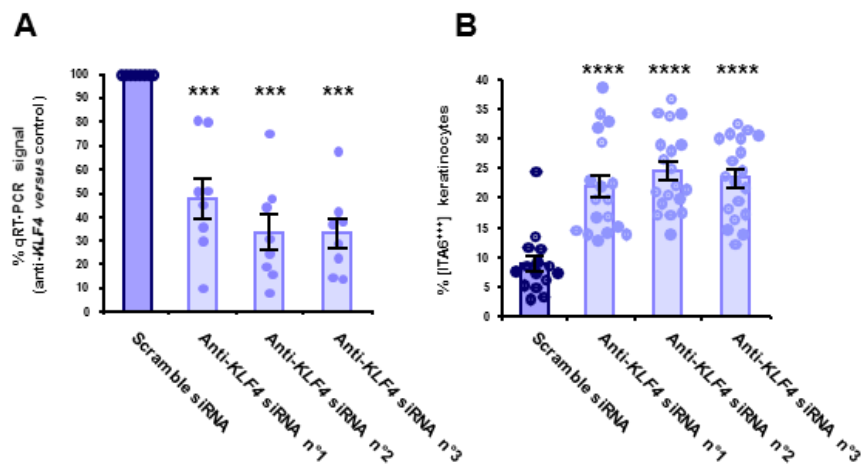 A
% qRT-PCR signal
(anti-KLF4 versus control)
100
90
80
70
60
50
40
30
20
10
0
***
***
***
Scramble siRNA
Anti-KLF4 siRNA n°1
Anti-KLF4 siRNA n°2
Anti-KLF4 siRNA n°3
B
% [ITA6+++] keratinocytes
40
35
30
25
20
15
10
5
0
****
****
****
Scramble siRNA
Anti-KLF4 siRNA n°1
Anti-KLF4 siRNA n°2
Anti-KLF4 siRNA n°3